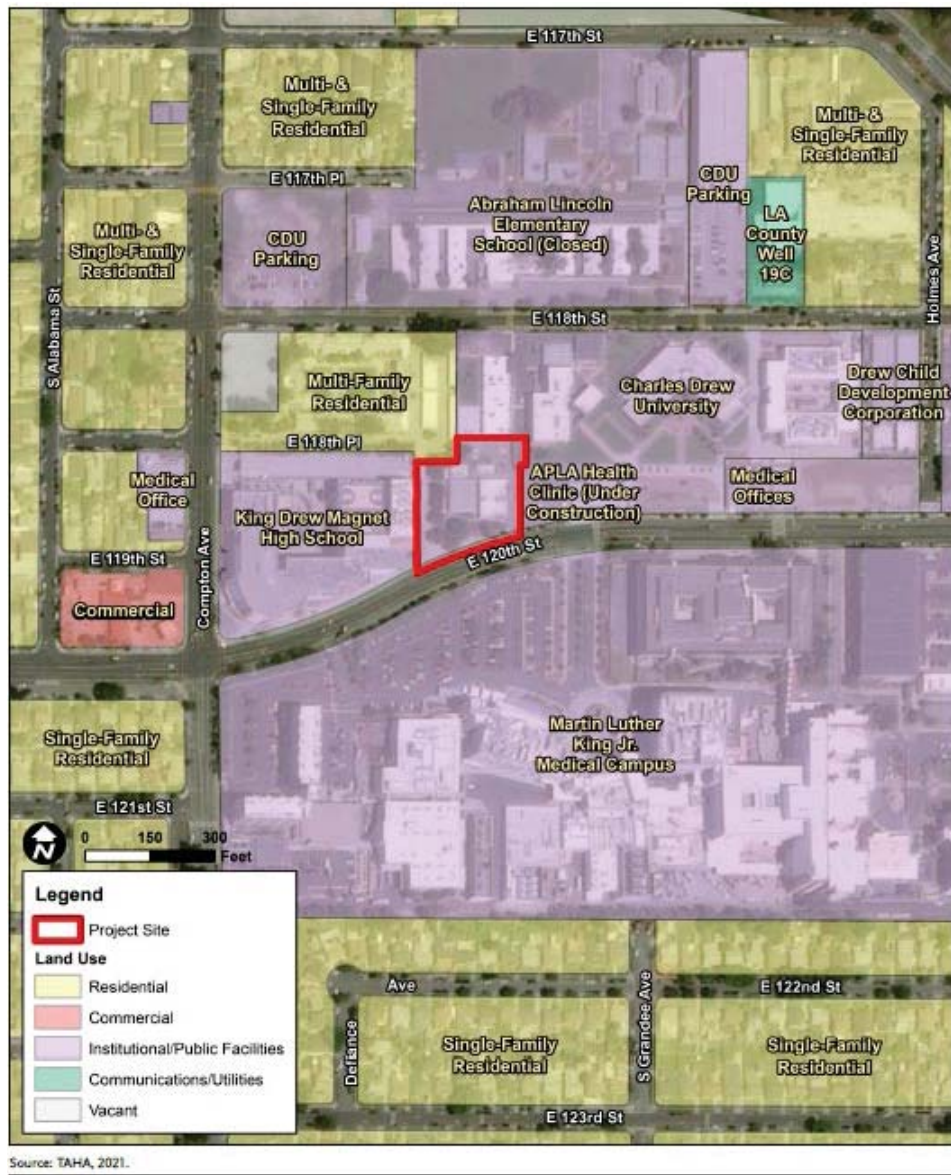 E 117th St
Multi- &
Single-Family
Residential
Multi- &
Single-Family
Residential
CDU
Parking
E 117th Pl
Abraham Lincoln
Elementary
School (Closed)
LA
County
Well
19C
Multi- &
Single-Family
Residential
CDU
Parking
Holmes Ave
S Alabama St
E 118th St
Multi-Family
Residential
Charles Drew
University
Drew Child
Development
Corporation
E 118th Pl
Medical
Office
King Drew Magnet
High School
APLA Health
Clinic (Under
Construction)
Medical
Offices
E 119th St
Compton Ave
E 120th St
Commercial
Single-Family
Residential
Martin Luther
King Jr.
Medical Campus
E 121st St
N
0 150 300
Feet
Legend
Project Site
Land Use
Residential
Commercial
Institutional/Public Facilities
Communications/Utilities
Vacant
Ave
E 122nd St
Defiance
Single-Family
Residential
S Grandee Ave
Single-Family
Residential
E 123rd St
Source: TAHA, 2021.